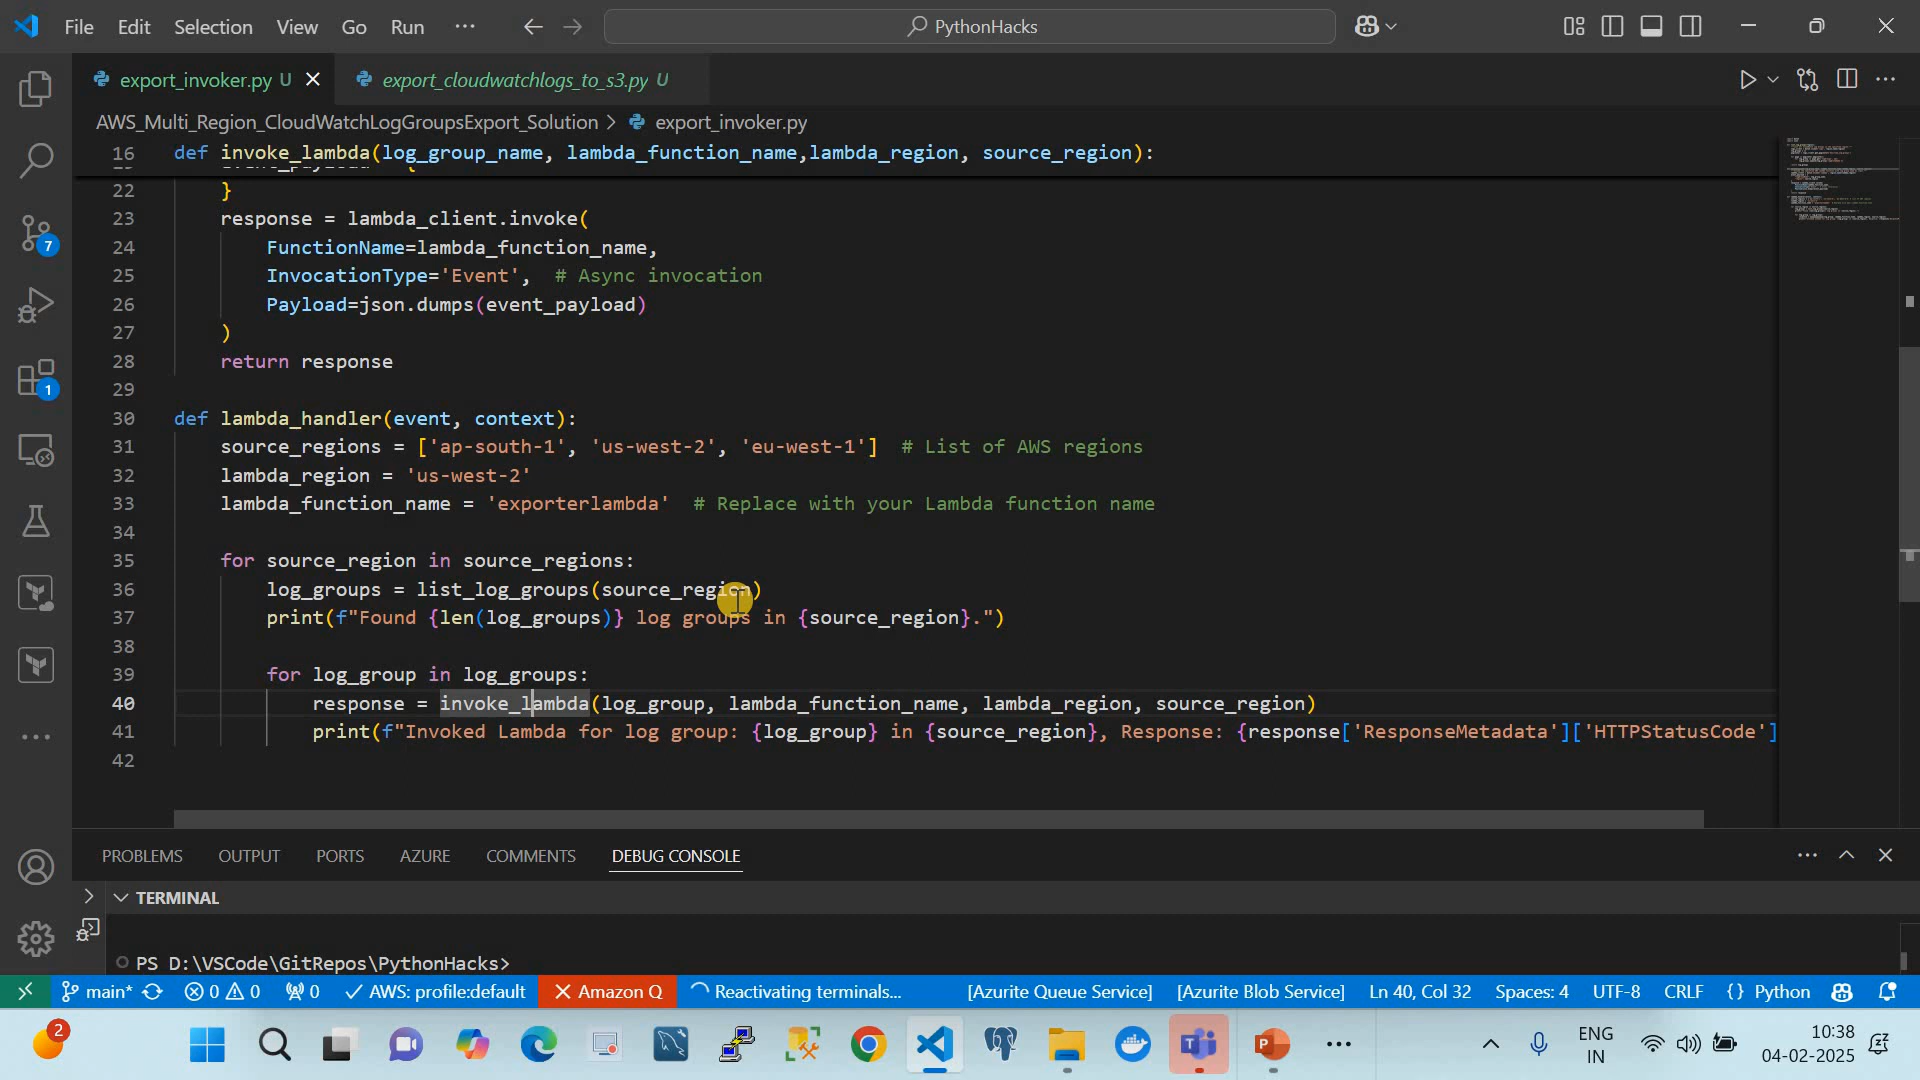 File Edit Selection View Go Run ··· PythonHacks
export_invoker.py U export_cloudwatchlogs_to_s3.py U
AWS_Multi_Region_CloudWatchLogGroupsExport_Solution > export_invoker.py
16 def invoke_lambda(log_group_name, lambda_function_name,lambda_region, source_region):
22 }
23 response = lambda_client.invoke(
24 FunctionName=lambda_function_name,
25 InvocationType='Event', # Async invocation
26 Payload=json.dumps(event_payload)
27 )
28 return response
29
30 def lambda_handler(event, context):
31 source_regions = ['ap-south-1', 'us-west-2', 'eu-west-1'] # List of AWS regions
32 lambda_region = 'us-west-2'
33 lambda_function_name = 'exporterlambda' # Replace with your Lambda function name
34
35 for source_region in source_regions:
36 log_groups = list_log_groups(source_region)
37 print(f"Found {len(log_groups)} log groups in {source_region}.")
38
39 for log_group in log_groups:
40 response = invoke_lambda(log_group, lambda_function_name, lambda_region, source_region)
41 print(f"Invoked Lambda for log group: {log_group} in {source_region}, Response: {response['ResponseMetadata']['HTTPStatusCode']
42
7
1
PROBLEMS OUTPUT PORTS AZURE COMMENTS DEBUG CONSOLE
TERMINAL
PS D:\VSCode\GitRepos\PythonHacks>
main* 0 0 0 AWS: profile:default Amazon Q Reactivating terminals... [Azurite Queue Service] [Azurite Blob Service] Ln 40, Col 32 Spaces: 4 UTF-8 CRLF {} Python
2
ENG
IN
10:38
04-02-2025